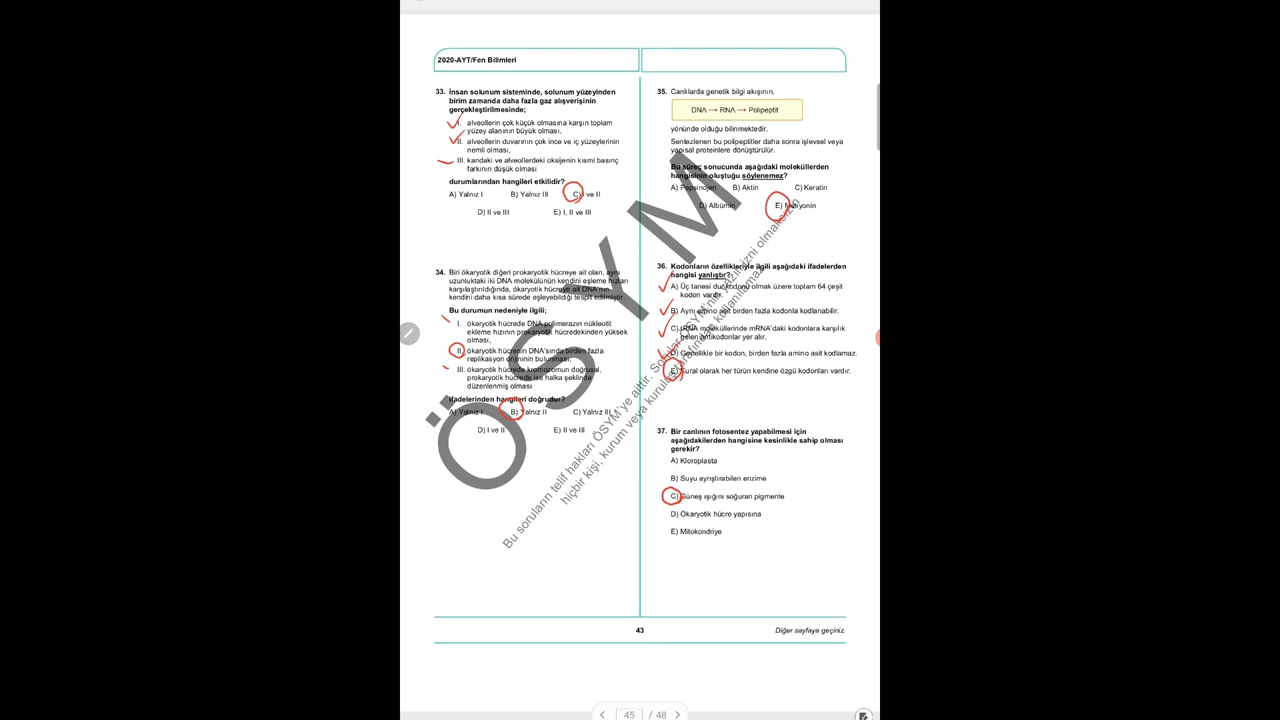 2020-AYT/Fen Bilimleri
33. İnsan solunum sisteminde, solunum yüzeyinden
birim zamanda daha fazla gaz alışverişinin
gerçekleştirilmesinde;
I. alveollerin çok küçük olmasına karşın toplam
yüzey alanının büyük olması,
II. alveollerin duvarının çok ince ve iç yüzeylerinin
nemli olması,
III. kandaki ve alveollerdeki oksijenin kısmi basınç
farkının düşük olması
durumlarından hangileri etkilidir?
A) Yalnız I B) Yalnız III C) I ve II
D) II ve III E) I, II ve III
34. Biri ökaryotik diğeri prokaryotik hücreye ait olan, aynı
uzunluktaki iki DNA molekülünün kendini eşleme hızları
karşılaştırıldığında, ökaryotik hücreye ait DNA'nın
kendini daha kısa sürede eşleyebildiği tespit edilmiştir.
Bu durumun nedeniyle ilgili;
I. ökaryotik hücrede DNA polimerazın nükleotit
ekleme hızının prokaryotik hücredekinden yüksek
olması,
II. ökaryotik hücrenin DNA'sında birden fazla
replikasyon orijininin bulunması,
III. ökaryotik hücrede kromozomun doğrusal,
prokaryotik hücrede ise halka şeklinde
düzenlenmiş olması
ifadelerinden hangileri doğrudur?
A) Yalnız I B) Yalnız II C) Yalnız III
D) I ve II E) II ve III
35. Canlılarda genetik bilgi akışının,
DNA → RNA → Polipeptit
yönünde olduğu bilinmektedir.
Sentezlenen bu polipeptitler daha sonra işlevsel veya
yapısal proteinlere dönüştürülür.
Bu süreç sonucunda aşağıdaki moleküllerden
hangisinin oluştuğu söylenemez?
A) Pepsinojen B) Aktin C) Keratin
D) Albümin E) Metiyonin
36. Kodonların özellikleriyle ilgili aşağıdaki ifadelerden
hangisi yanlıştır?
A) Üç tanesi dur kodonu olmak üzere toplam 64 çeşit
kodon vardır.
B) Aynı amino asit birden fazla kodonla kodlanabilir.
C) tRNA moleküllerinde mRNA'daki kodonlara karşılık
gelen antikodonlar yer alır.
D) Genellikle bir kodon, birden fazla amino asit kodlamaz.
E) Kural olarak her türün kendine özgü kodonları vardır.
37. Bir canlının fotosentez yapabilmesi için
aşağıdakilerden hangisine kesinlikle sahip olması
gerekir?
A) Kloroplasta
B) Suyu ayrıştırabilen enzime
C) Güneş ışığını soğuran pigmente
D) Ökaryotik hücre yapısına
E) Mitokondriye
ÖSYM
Bu soruların telif hakları ÖSYM'ye aittir. Sorular ÖSYM'nin yazılı izni olmaksızın
hiçbir kişi, kurum veya kuruluş tarafından kullanılamaz.
43
Diğer sayfaya geçiniz.
45 / 48